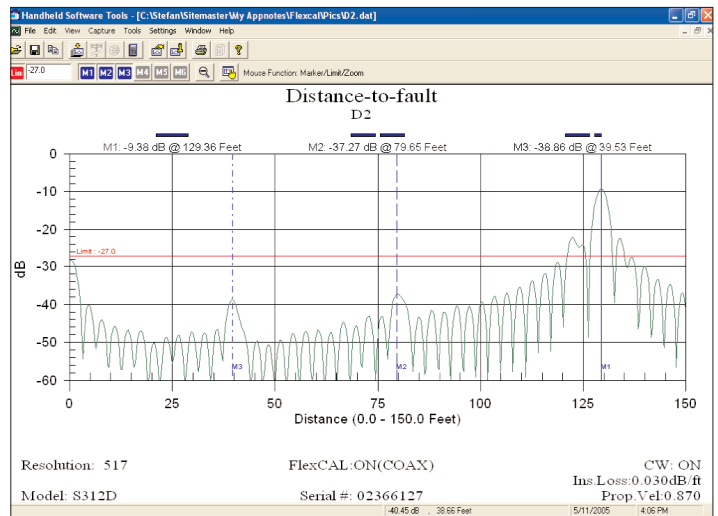 Handheld Software Tools - [C:\Stefan\Sitemaster\My Appnotes\Flexcal\Pics\D2.dat]
File Edit View Capture Tools Settings Window Help
Lim -27.0 M1 M2 M3 M4 M5 M6 Mouse Function: Marker/Limit/Zoom
Distance-to-fault
D2
M1: -9.38 dB @ 129.36 Feet M2: -37.27 dB @ 79.65 Feet M3: -38.86 dB @ 39.53 Feet
0
-10
-20
Limit : -27.0
-30
dB
-40
-50
M3 M2 M1
-60
0 25 50 75 100 125 150
Distance (0.0 - 150.0 Feet)
Resolution: 517 FlexCAL:ON(COAX) CW: ON
Ins.Loss:0.030dB/ft
Model: S312D Serial #: 02366127 Prop.Vel:0.870
-40.45 dB , 38.66 Feet 5/11/2005 4:06 PM